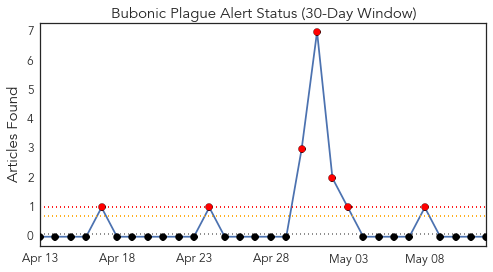 Bubonic Plague Alert Status (30-Day Window)
Articles Found
7
6
5
4
3
2
1
0
Apr 13 Apr 18 Apr 23 Apr 28 May 03 May 08